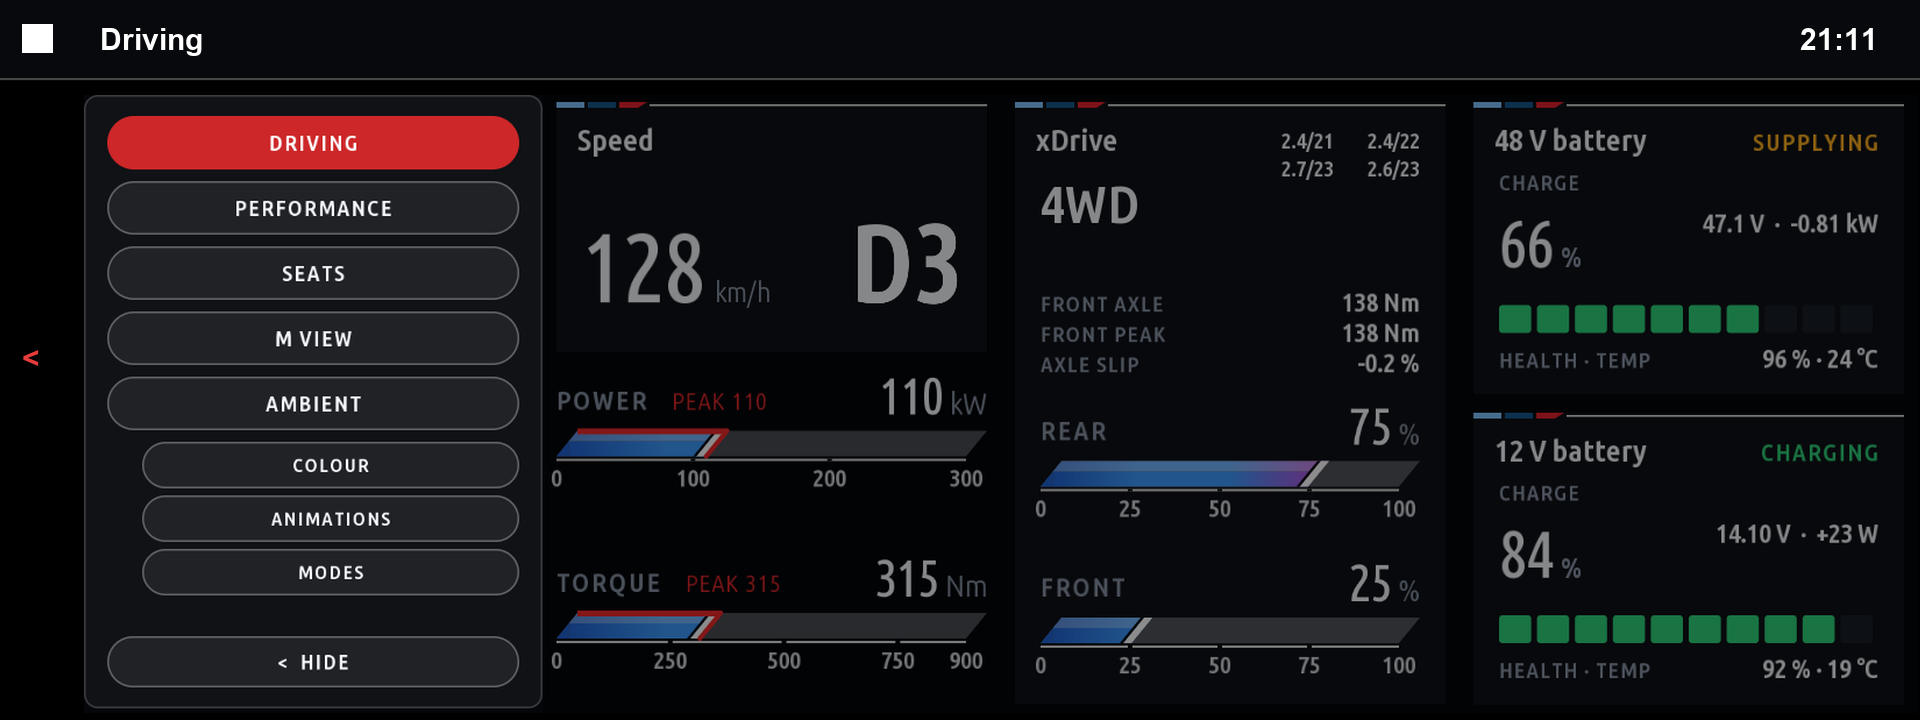 Driving
21:11
<
DRIVING
PERFORMANCE
SEATS
M VIEW
AMBIENT
COLOUR
ANIMATIONS
MODES
< HIDE
Speed
128 km/h D3
POWER PEAK 110 110 kW
0 100 200 300
TORQUE PEAK 315 315 Nm
0 250 500 750 900
xDrive 2.4/21 2.4/22
2.7/23 2.6/23
4WD
FRONT AXLE 138 Nm
FRONT PEAK 138 Nm
AXLE SLIP -0.2 %
REAR 75 %
0 25 50 75 100
FRONT 25 %
0 25 50 75 100
48 V battery SUPPLYING
CHARGE
47.1 V · -0.81 kW
66 %
HEALTH · TEMP 96 % · 24 °C
12 V battery CHARGING
CHARGE
14.10 V · +23 W
84 %
HEALTH · TEMP 92 % · 19 °C